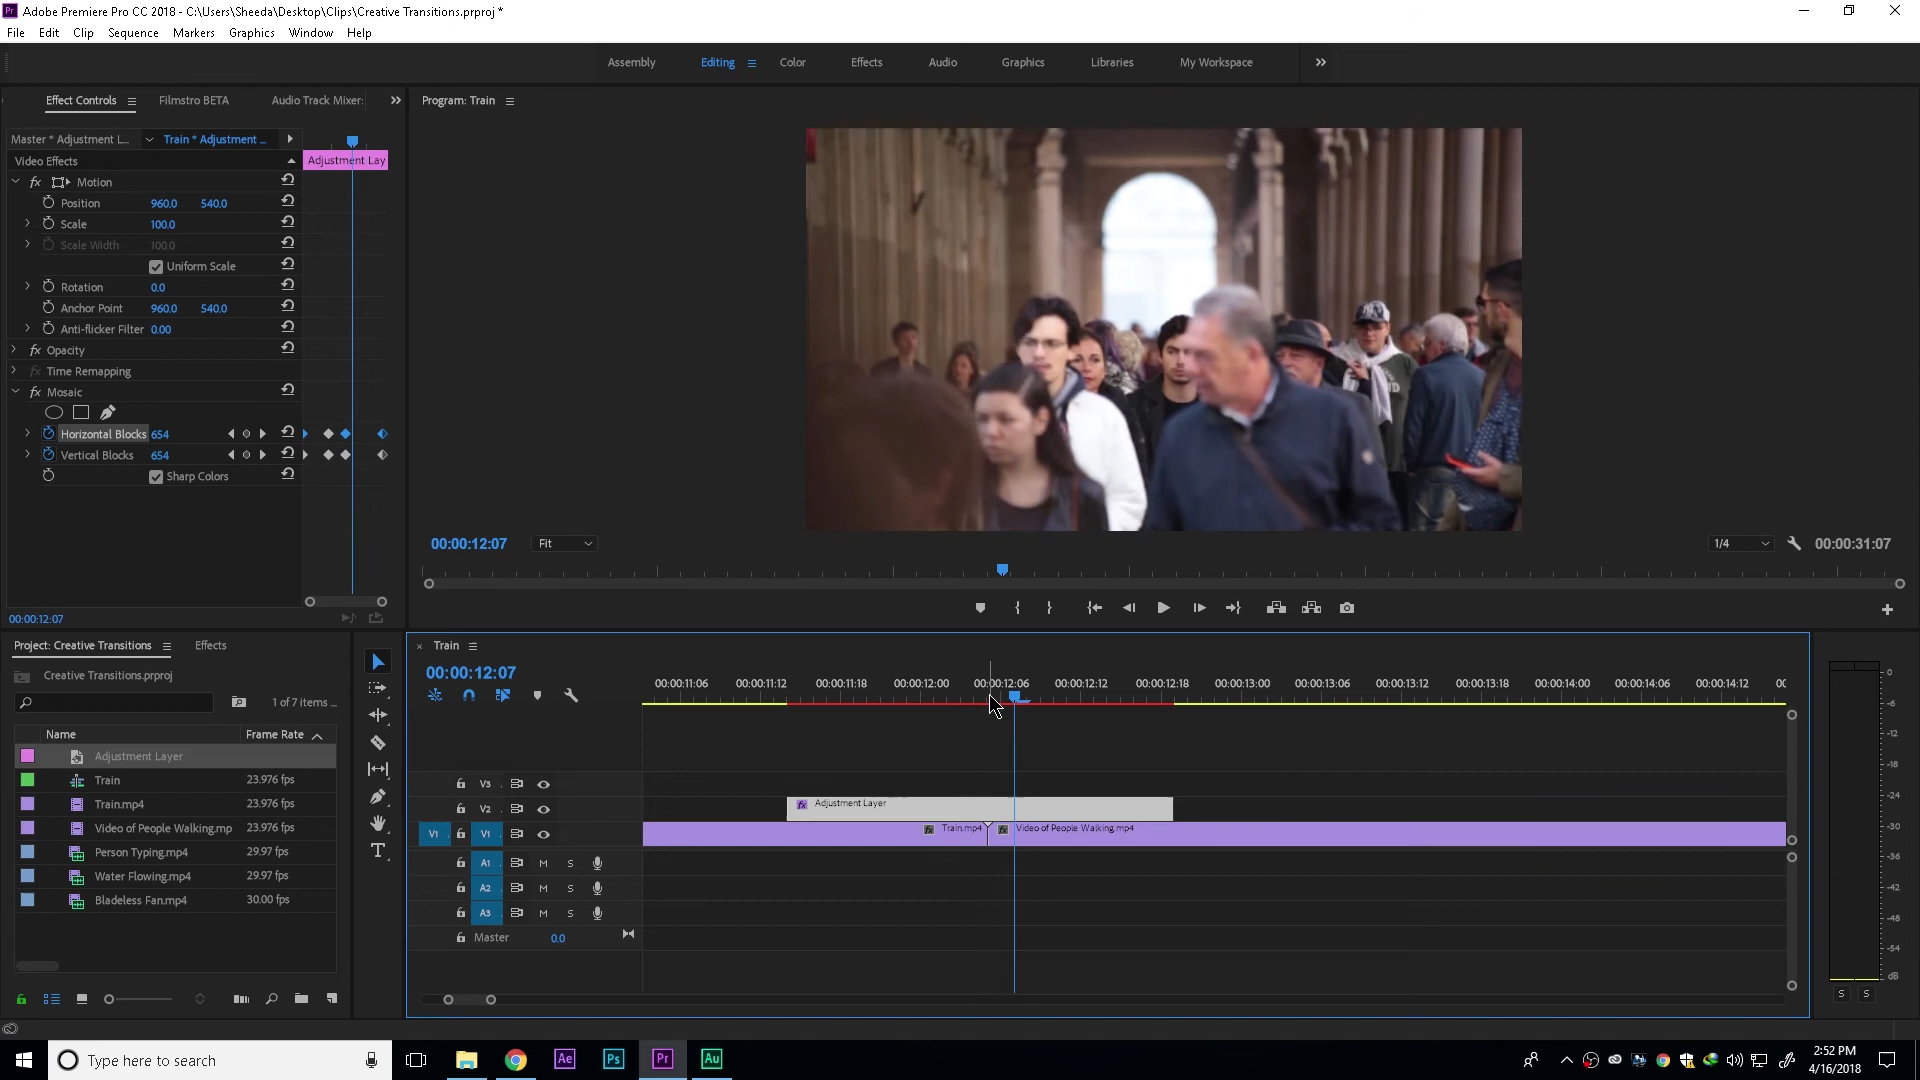 Adobe Premiere Pro CC 2018 - C:\Users\Sheeda\Desktop\Clips\Creative Transitions.prproj *
File Edit Clip Sequence Markers Graphics Window Help
Assembly Editing Color Effects Audio Graphics Libraries My Workspace
Effect Controls Filmstro BETA Audio Track Mixer:
Program: Train
Master * Adjustment L... Train * Adjustment ...
Video Effects Adjustment Lay
fx Motion
Position 960.0 540.0
Scale 100.0
Scale Width 100.0
Uniform Scale
Rotation 0.0
Anchor Point 960.0 540.0
Anti-flicker Filter 0.00
fx Opacity
fx Time Remapping
fx Mosaic
Horizontal Blocks 654
Vertical Blocks 654
Sharp Colors
00:00:12:07
00:00:12:07 Fit 1/4 00:00:31:07
Project: Creative Transitions Effects
Creative Transitions.prproj
1 of 7 items ...
Name Frame Rate
Adjustment Layer
Train 23.976 fps
Train.mp4 23.976 fps
Video of People Walking.mp 23.976 fps
Person Typing.mp4 29.97 fps
Water Flowing.mp4 29.97 fps
Bladeless Fan.mp4 30.00 fps
Train
00:00:12:07
00:00:11:06 00:00:11:12 00:00:11:18 00:00:12:00 00:00:12:06 00:00:12:12 00:00:12:18 00:00:13:00 00:00:13:06 00:00:13:12 00:00:13:18 00:00:14:00 00:00:14:06 00:00:14:12 00
V3
V2 fx Adjustment Layer
V1 V1 fx Train.mp4 fx Video of People Walking.mp4
A1 M S
A2 M S
A3 M S
Master 0.0
0
-6
-12
-18
-24
-30
-36
-42
-48
-54
dB
S S
Type here to search
Ae Ps Pr Au
2:52 PM
4/16/2018